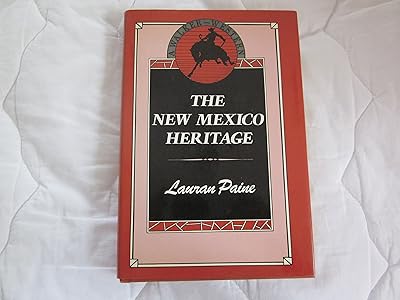 A WALKER WESTERN
THE
NEW MEXICO
HERITAGE
Lauran Paine